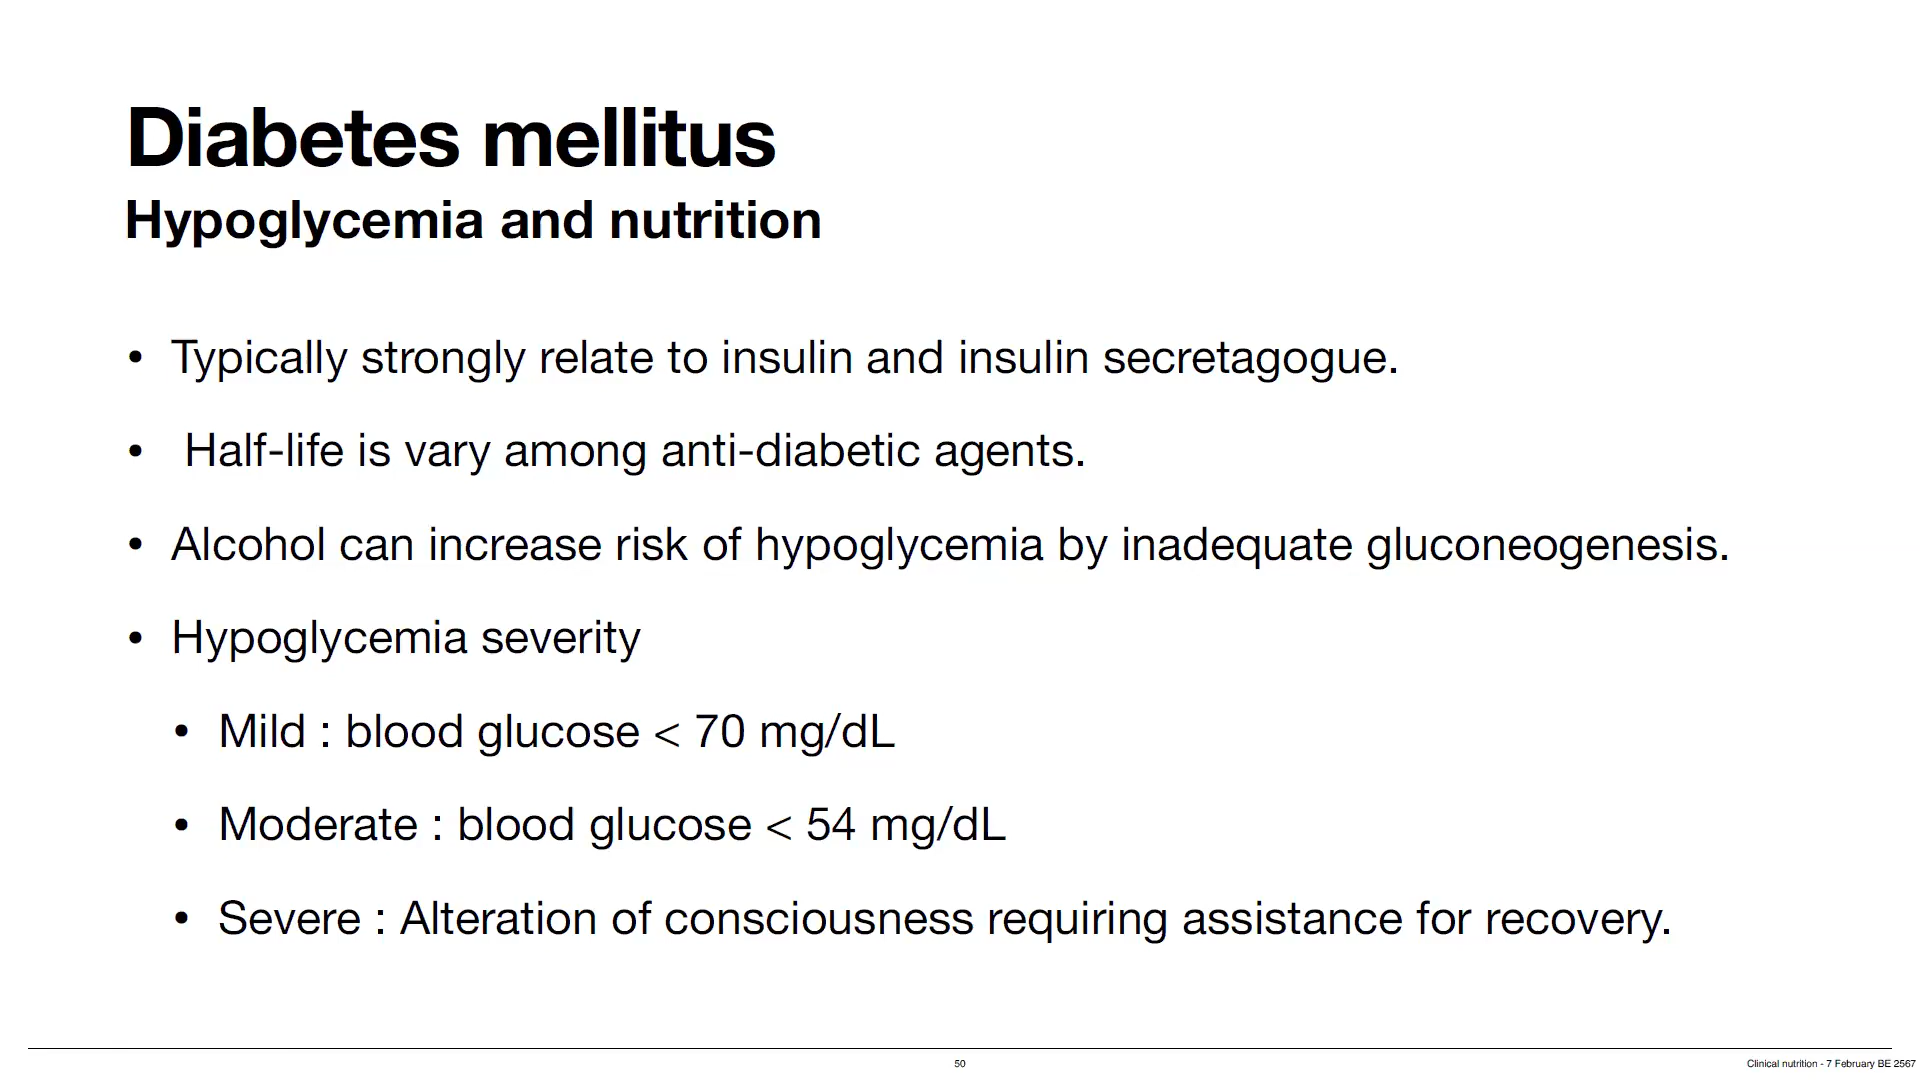 Diabetes mellitus
Hypoglycemia and nutrition
• Typically strongly relate to insulin and insulin secretagogue.
• Half-life is vary among anti-diabetic agents.
• Alcohol can increase risk of hypoglycemia by inadequate gluconeogenesis.
• Hypoglycemia severity
• Mild : blood glucose < 70 mg/dL
• Moderate : blood glucose < 54 mg/dL
• Severe : Alteration of consciousness requiring assistance for recovery.
50
Clinical nutrition - 7 February BE 2567